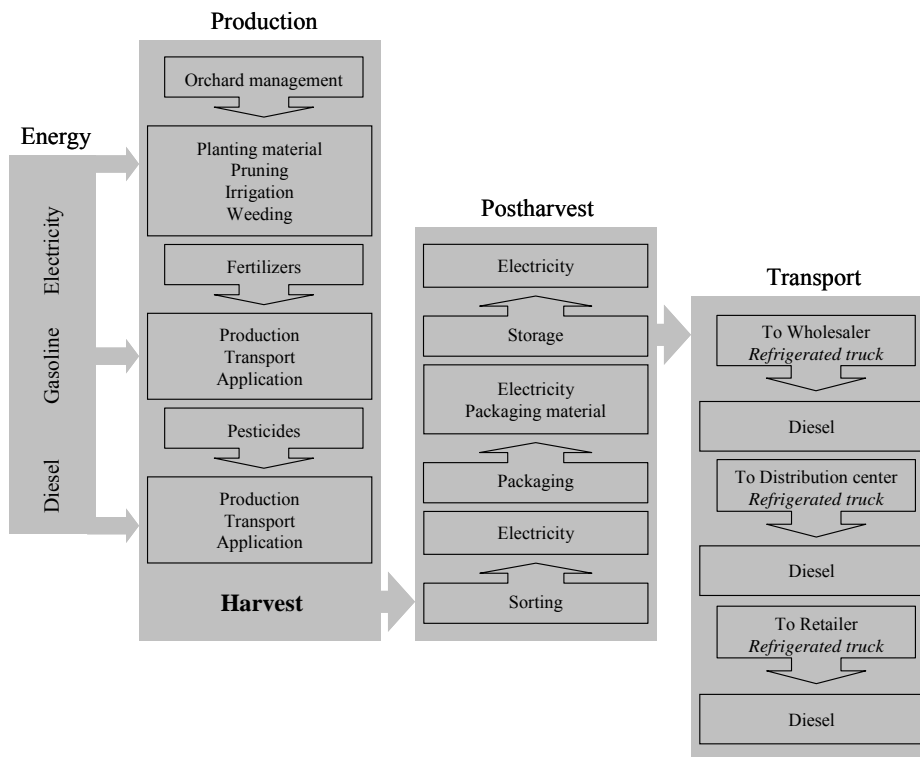 Production
Orchard management
Planting material
Pruning
Irrigation
Weeding
Fertilizers
Production
Transport
Application
Pesticides
Production
Transport
Application
Harvest
Energy
Electricity
Gasoline
Diesel
Postharvest
Electricity
Storage
Electricity
Packaging material
Packaging
Electricity
Sorting
Transport
To Wholesaler
Refrigerated truck
Diesel
To Distribution center
Refrigerated truck
Diesel
To Retailer
Refrigerated truck
Diesel